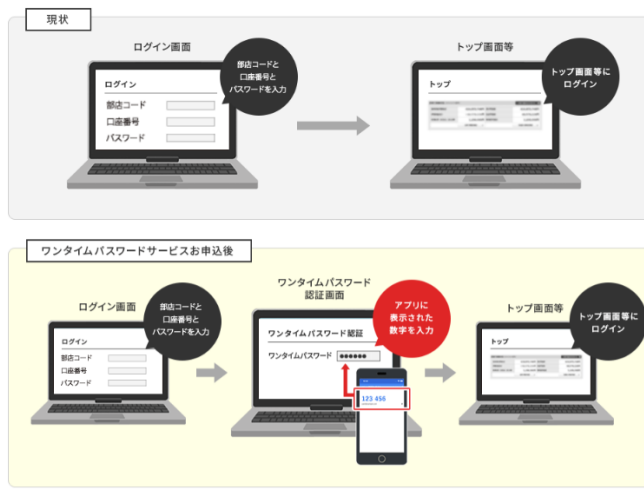 現状
ログイン画面
部店コードと
口座番号と
パスワードを入力
ログイン
部店コード
口座番号
パスワード
トップ画面等
トップ画面等に
ログイン
トップ
ワンタイムパスワードサービスお申込後
ログイン画面
部店コードと
口座番号と
パスワードを入力
ログイン
部店コード
口座番号
パスワード
ワンタイムパスワード
認証画面
アプリに
表示された
数字を入力
ワンタイムパスワード認証
ワンタイムパスワード
123 456
トップ画面等
トップ画面等に
ログイン
トップ